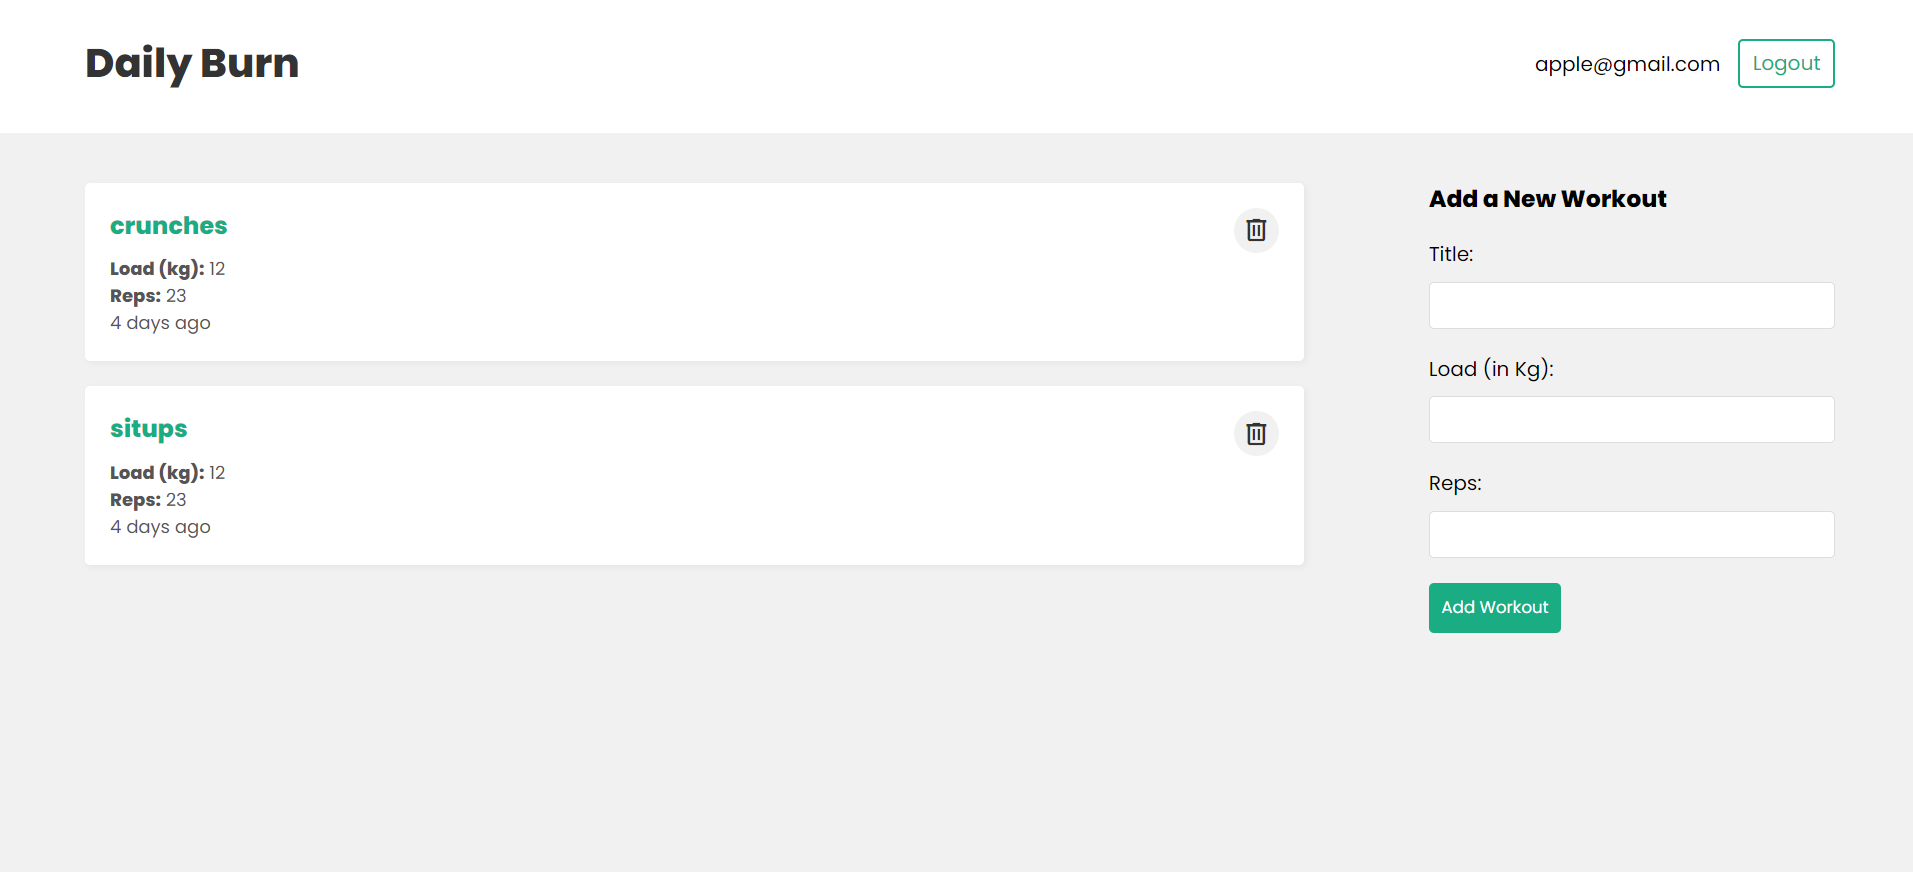 Daily Burn
apple@gmail.com
Logout
crunches
Load (kg): 12
Reps: 23
4 days ago
situps
Load (kg): 12
Reps: 23
4 days ago
Add a New Workout
Title:
Load (in Kg):
Reps:
Add Workout